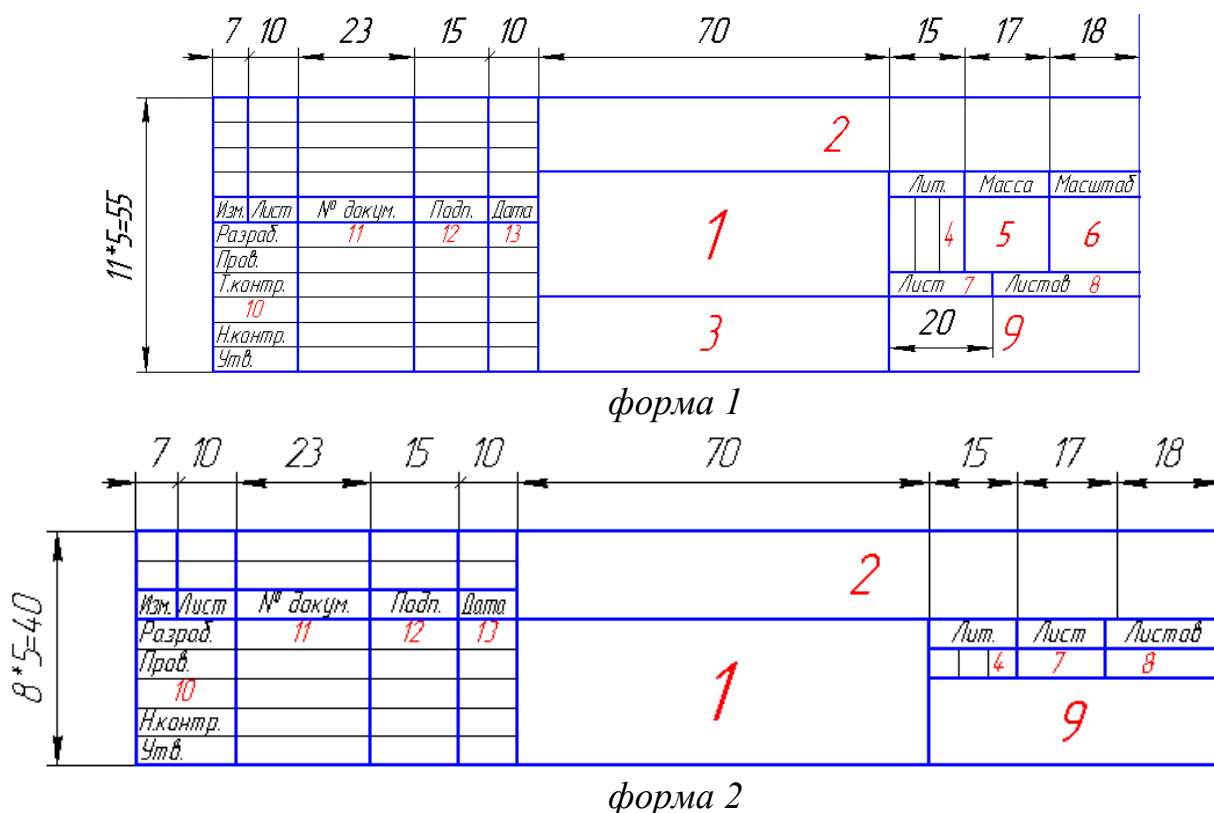 7 10 23 15 10 70 15 17 18
11*5=55
2
Лит. Масса Масштаб
Изм. Лист № докум. Подп. Дата
1
4 5 6
Разраб. 11 12 13
Пров.
Т.контр.
Лист 7 Листов 8
10
3
20
9
Н.контр.
Утв.
форма 1
7 10 23 15 10 70 15 17 18
8*5=40
2
Изм. Лист № докум. Подп. Дата
Разраб. 11 12 13
Лит. Лист Листов
Пров.
4 7 8
10
1
9
Н.контр.
Утв.
форма 2